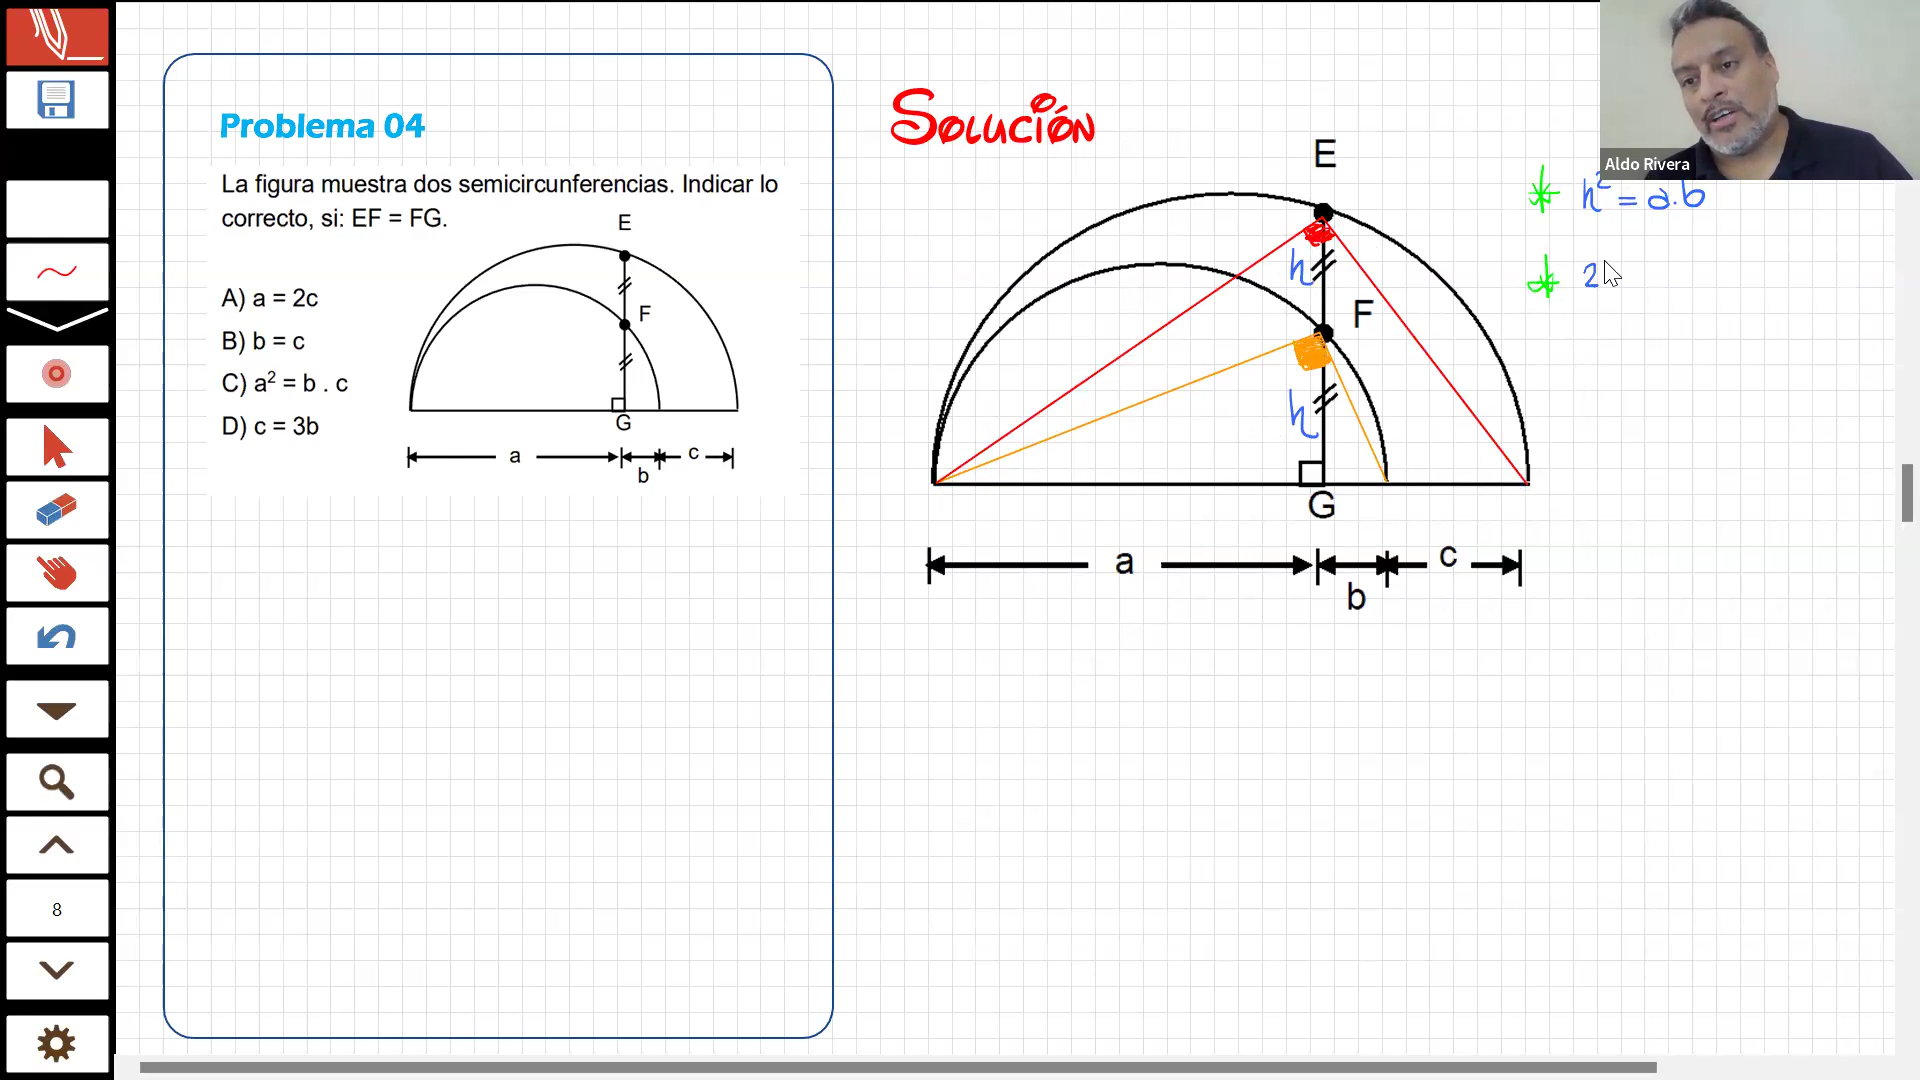 Problema 04
La figura muestra dos semicircunferencias. Indicar lo
correcto, si: EF = FG.
E
A) a = 2c
F
B) b = c
C) a² = b . c
D) c = 3b
G
a
b
c
Solución
E
h
F
h
G
a
b
c
Aldo Rivera
* h² = a.b
* 2
8